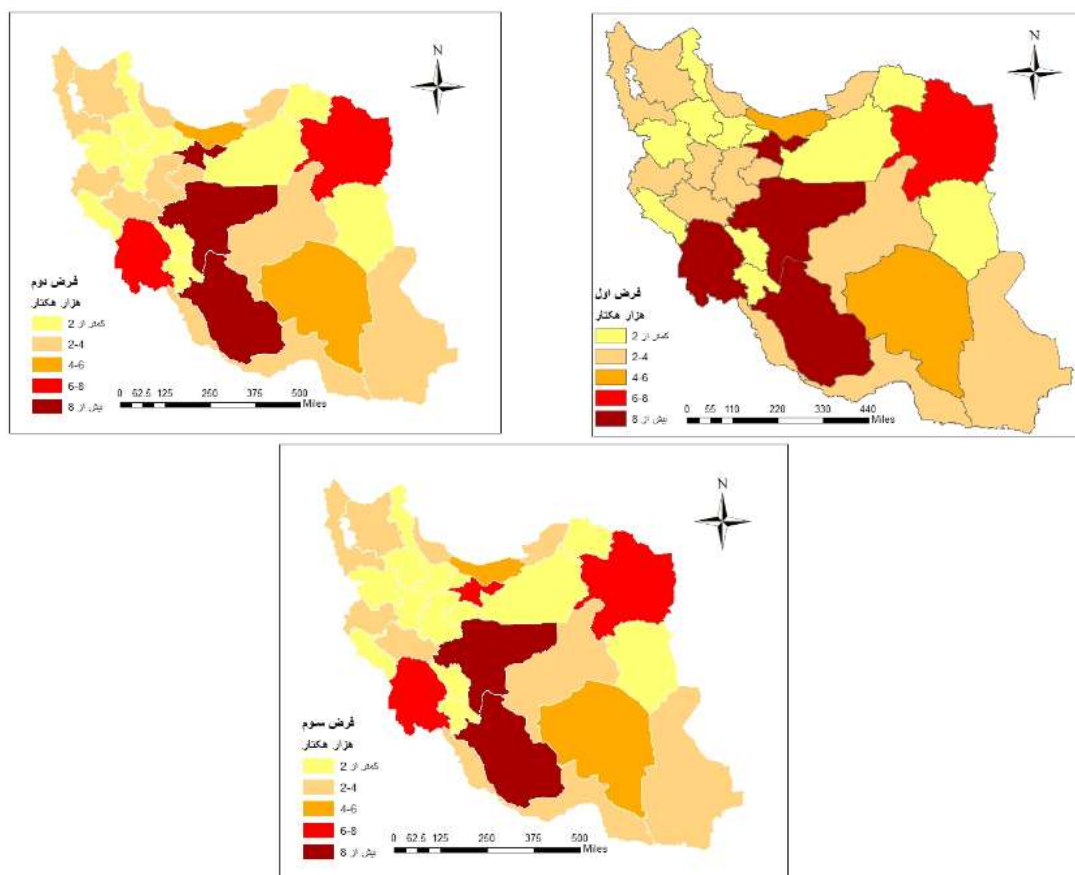 N
فرض دوم
هزار هکتار
کمتر از 2
2-4
4-6
6-8
بیش از 8
0 62.5 125 250 375 500
Miles
N
فرض اول
هزار هکتار
کمتر از 2
2-4
4-6
6-8
بیش از 8
0 55 110 220 330 440
Miles
N
فرض سوم
هزار هکتار
کمتر از 2
2-4
4-6
6-8
بیش از 8
0 62.5 125 250 375 500
Miles